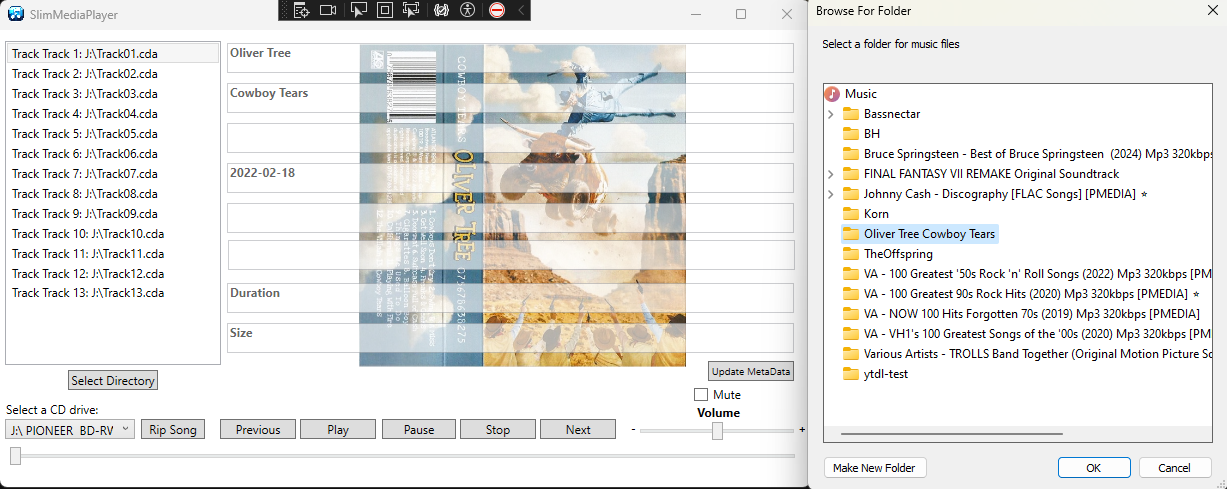 SlimMediaPlayer
Track Track 1: J:\Track01.cda
Track Track 2: J:\Track02.cda
Track Track 3: J:\Track03.cda
Track Track 4: J:\Track04.cda
Track Track 5: J:\Track05.cda
Track Track 6: J:\Track06.cda
Track Track 7: J:\Track07.cda
Track Track 8: J:\Track08.cda
Track Track 9: J:\Track09.cda
Track Track 10: J:\Track10.cda
Track Track 11: J:\Track11.cda
Track Track 12: J:\Track12.cda
Track Track 13: J:\Track13.cda
Select Directory
Oliver Tree
Cowboy Tears
2022-02-18
Duration
Size
COWBOY TEARS OLIVER TREE 075678628275
Update MetaData
Mute
Volume
- +
Select a CD drive:
J:\ PIONEER BD-RW
Rip Song
Previous
Play
Pause
Stop
Next
Browse For Folder
Select a folder for music files
Music
Bassnectar
BH
Bruce Springsteen - Best of Bruce Springsteen (2024) Mp3 320kbps
FINAL FANTASY VII REMAKE Original Soundtrack
Johnny Cash - Discography [FLAC Songs] [PMEDIA] ⭐
Korn
Oliver Tree Cowboy Tears
TheOffspring
VA - 100 Greatest '50s Rock 'n' Roll Songs (2022) Mp3 320kbps [PM
VA - 100 Greatest 90s Rock Hits (2020) Mp3 320kbps [PMEDIA] ⭐
VA - NOW 100 Hits Forgotten 70s (2019) Mp3 320kbps [PMEDIA]
VA - VH1's 100 Greatest Songs of the '00s (2020) Mp3 320kbps [PM
Various Artists - TROLLS Band Together (Original Motion Picture Sc
ytdl-test
Make New Folder
OK
Cancel